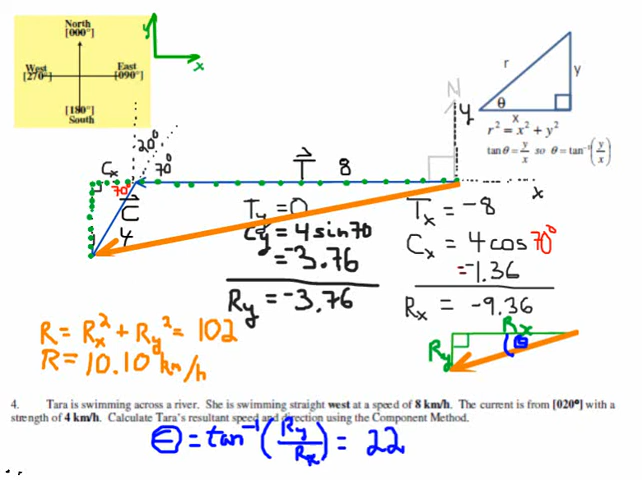 North
[000°]
West
[270°]
East
[090°]
[180°]
South
y
x
r
y
θ
x
r² = x² + y²
tan θ = y/x so θ = tan⁻¹(y/x)
N
y
20°
70°
T 8
x
Cx
70°
C
4
Ty = 0
Cy = 4 sin 70
= -3.76
Ry = -3.76
Tx = -8
Cx = 4 cos 70°
= -1.36
Rx = -9.36
R = Rx² + Ry² = 102
R = 10.10 km/h
Rx
Ry
θ
4. Tara is swimming across a river. She is swimming straight west at a speed of 8 km/h. The current is from [020°] with a
strength of 4 km/h. Calculate Tara's resultant speed and direction using the Component Method.
θ = tan⁻¹(Ry/Rx) = 22